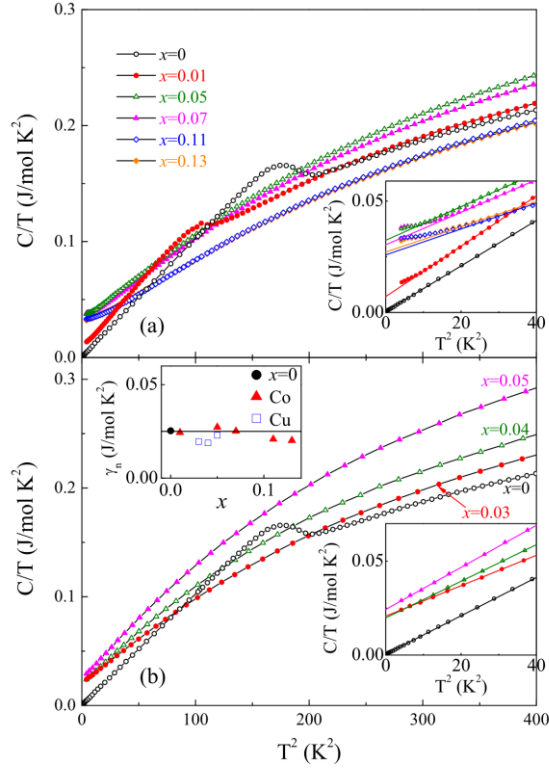 C/T (J/mol K²)
0.3
0.2
0.1
0.0
x=0
x=0.01
x=0.05
x=0.07
x=0.11
x=0.13
(a)
C/T (J/mol K²)
0.05
0.00
0 20 40
T² (K²)
C/T (J/mol K²)
0.3
0.2
0.1
0.0
γn (J/mol K²)
0.05
0.00
0.0 0.1
x
x=0
Co
Cu
x=0.05
x=0.04
x=0
x=0.03
(b)
C/T (J/mol K²)
0.05
0.00
0 20 40
T² (K²)
0 100 200 300 400
T² (K²)